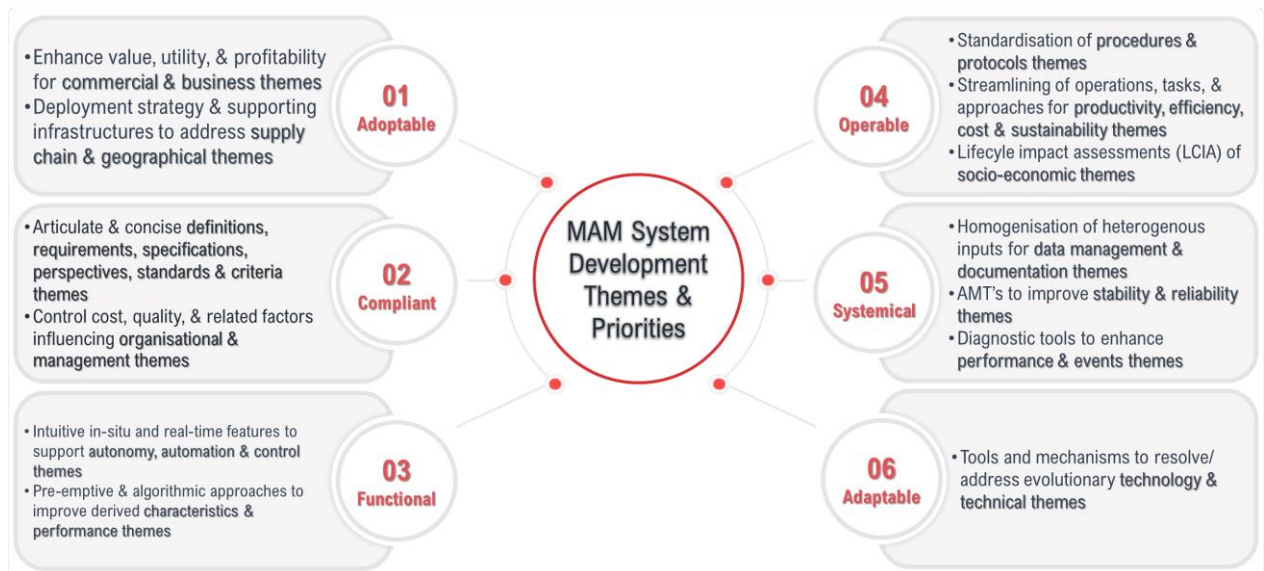 • Enhance value, utility, & profitability
for commercial & business themes
• Deployment strategy & supporting
infrastructures to address supply
chain & geographical themes
01
Adoptable
• Articulate & concise definitions,
requirements, specifications,
perspectives, standards & criteria
themes
• Control cost, quality, & related factors
influencing organisational &
management themes
02
Compliant
• Intuitive in-situ and real-time features to
support autonomy, automation & control
themes
• Pre-emptive & algorithmic approaches to
improve derived characteristics &
performance themes
03
Functional
MAM System
Development
Themes &
Priorities
04
Operable
• Standardisation of procedures &
protocols themes
• Streamlining of operations, tasks, &
approaches for productivity, efficiency,
cost & sustainability themes
• Lifecyle impact assessments (LCIA) of
socio-economic themes
05
Systemical
• Homogenisation of heterogenous
inputs for data management &
documentation themes
• AMT's to improve stability & reliability
themes
• Diagnostic tools to enhance
performance & events themes
06
Adaptable
• Tools and mechanisms to resolve/
address evolutionary technology &
technical themes